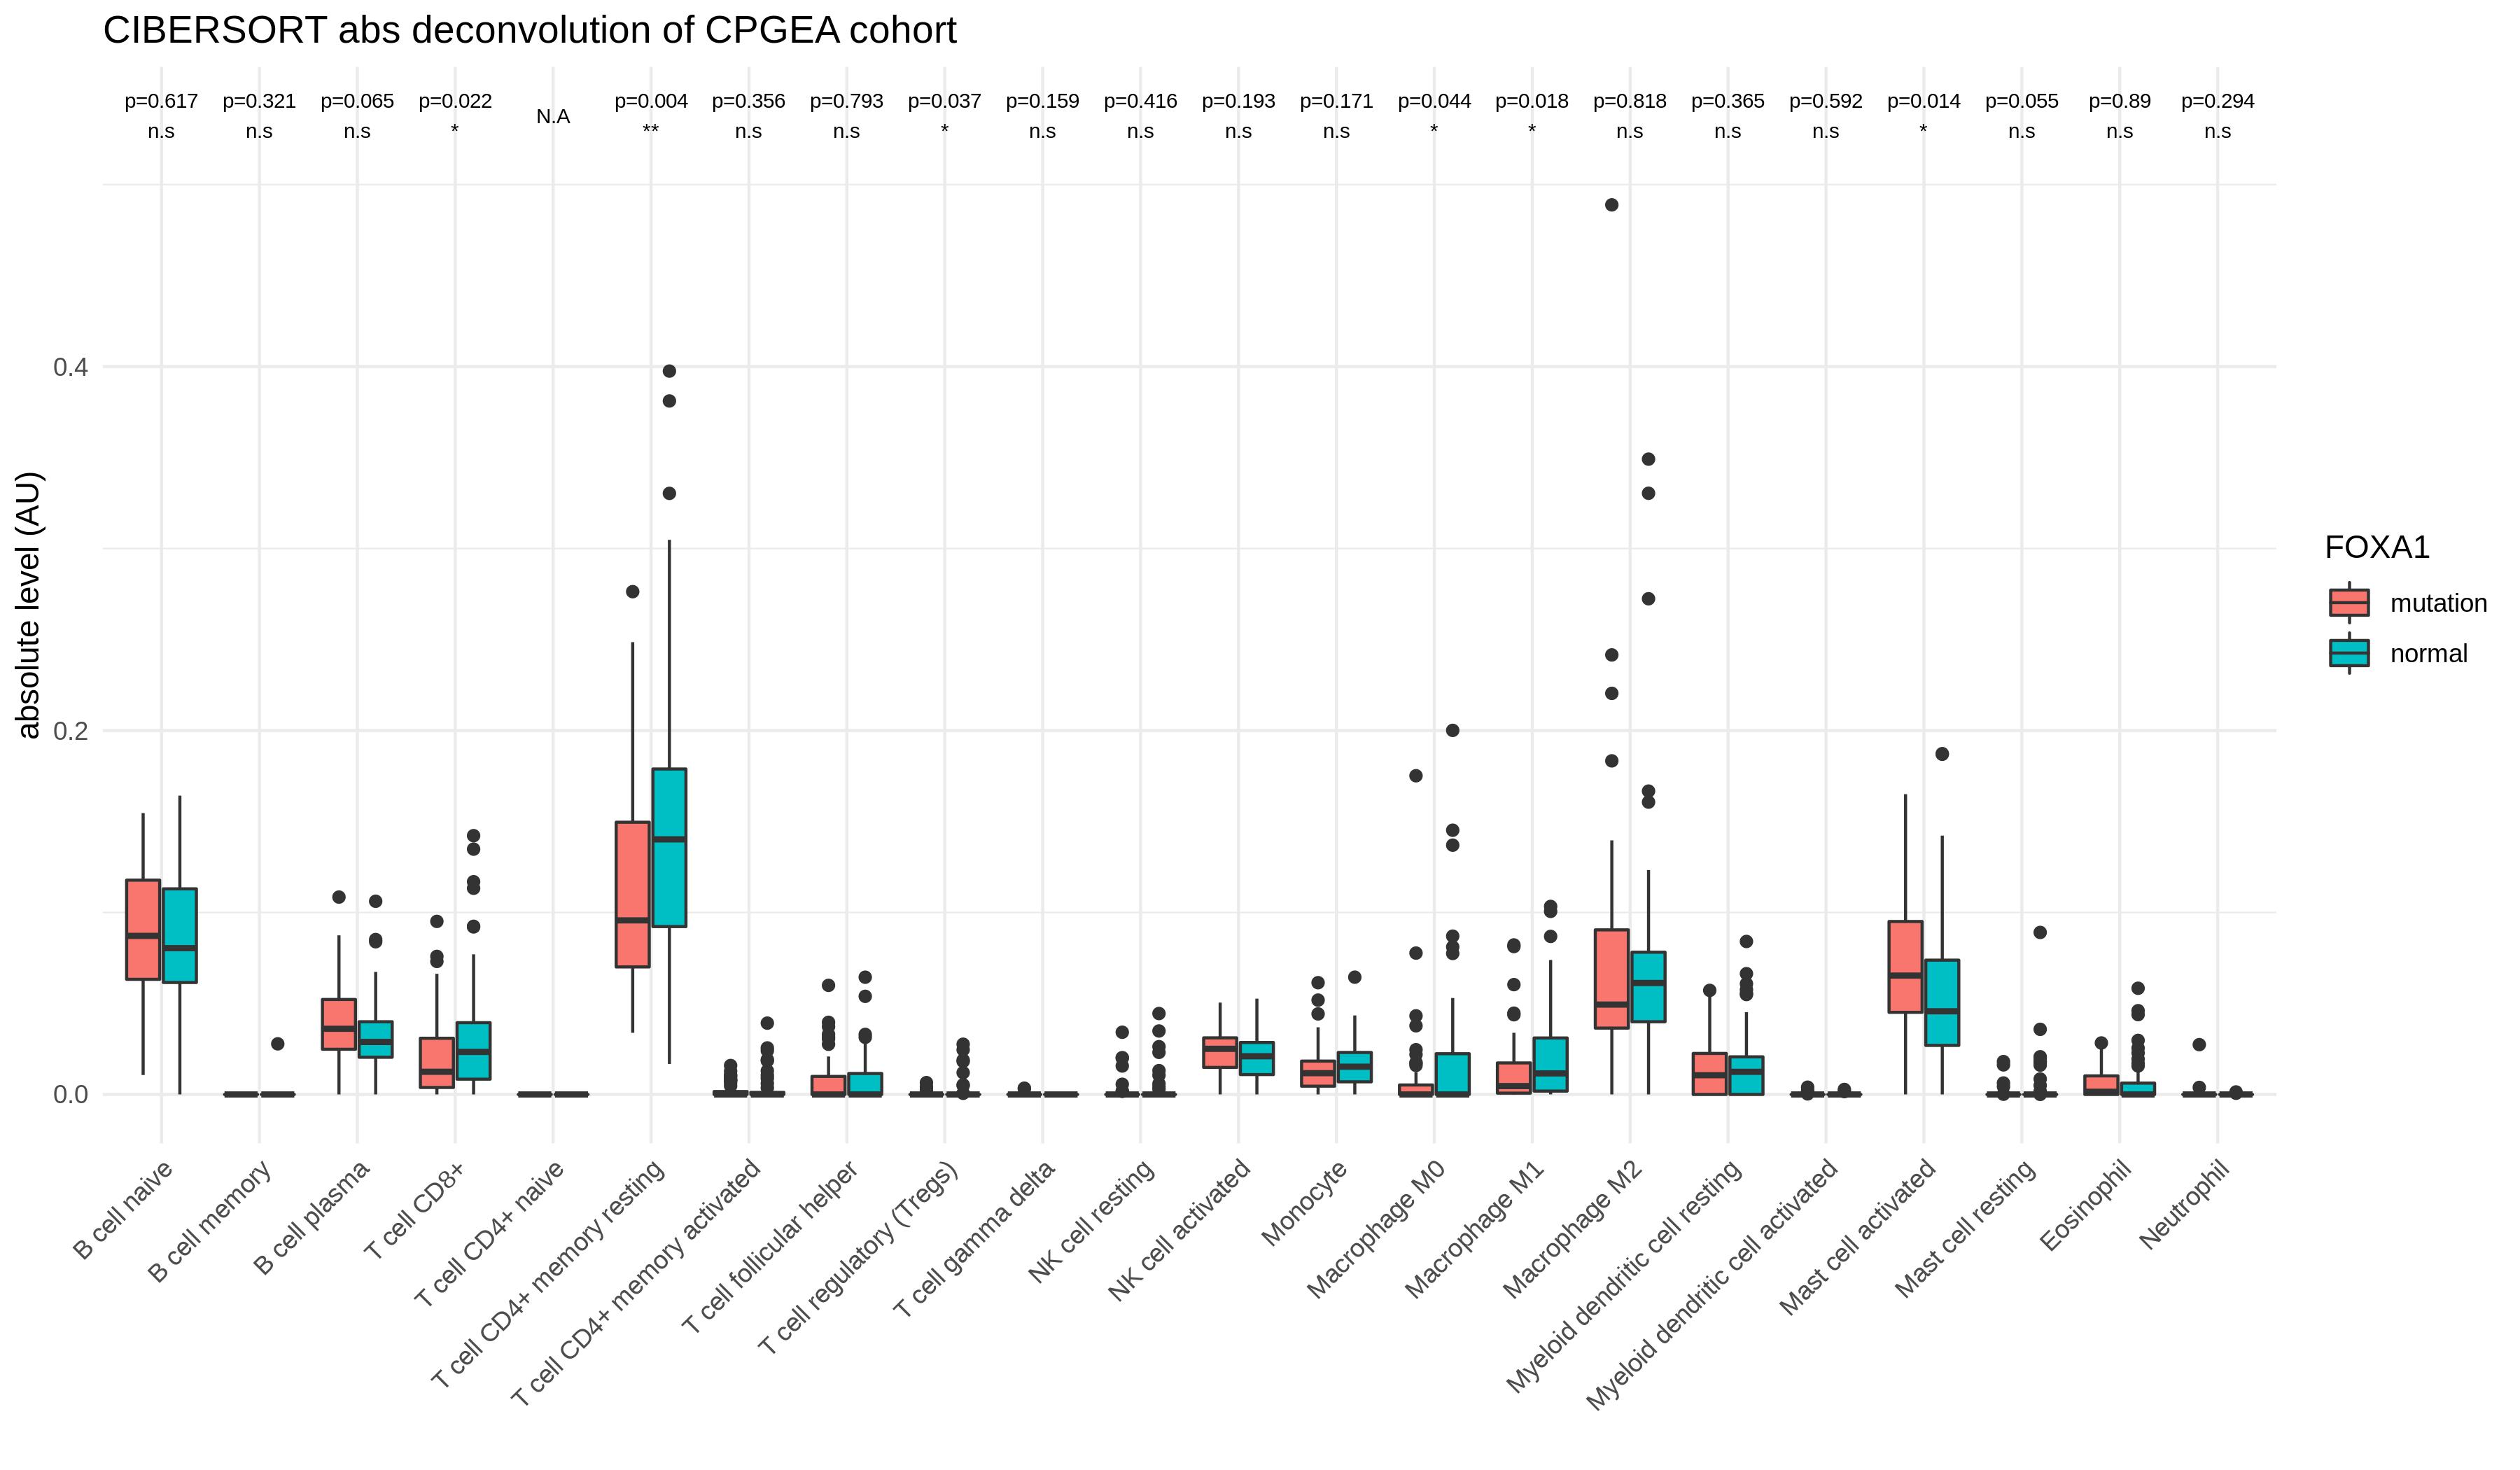 CIBERSORT abs deconvolution of CPGEA cohort
p=0.617 p=0.321 p=0.065 p=0.022 N.A p=0.004 p=0.356 p=0.793 p=0.037 p=0.159 p=0.416 p=0.193 p=0.171 p=0.044 p=0.018 p=0.818 p=0.365 p=0.592 p=0.014 p=0.055 p=0.89 p=0.294
n.s n.s n.s * ** n.s n.s * n.s n.s n.s n.s * * n.s n.s n.s * n.s n.s n.s
absolute level (AU)
0.4
0.2
0.0
FOXA1
mutation
normal
B cell naive
B cell memory
B cell plasma
T cell CD8+
T cell CD4+ naive
T cell CD4+ memory resting
T cell CD4+ memory activated
T cell follicular helper
T cell regulatory (Tregs)
T cell gamma delta
NK cell resting
NK cell activated
Monocyte
Macrophage M0
Macrophage M1
Macrophage M2
Myeloid dendritic cell resting
Myeloid dendritic cell activated
Mast cell activated
Mast cell resting
Eosinophil
Neutrophil